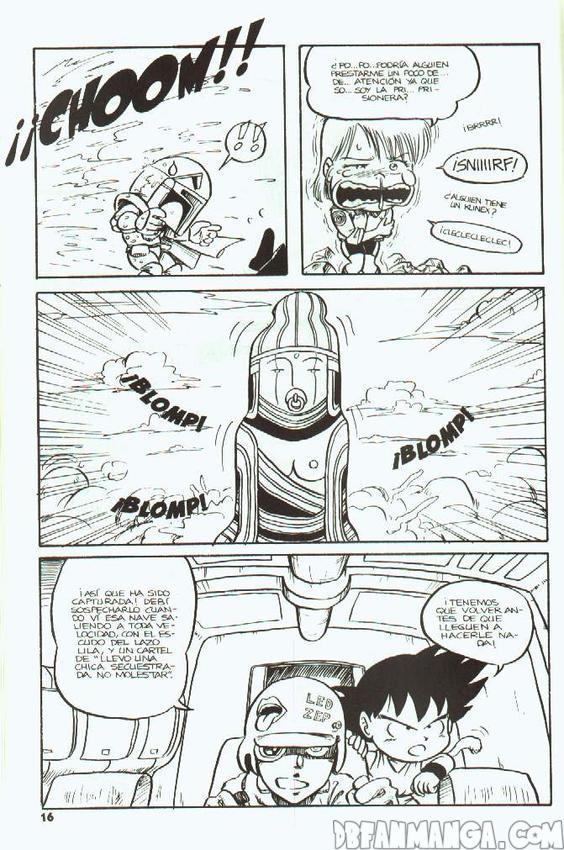 ¡¡CHOOM!!
!!
¿PO...PO...PODRÍA ALGUIEN
PRESTARME UN POCO DE...
DE... ATENCIÓN YA QUE
SO...SOY LA PRI... PRI-
SIONERA?
¡BRRRR!
¡SNIIIIRF!
¿ALGUIEN TIENE
UN KLINEX?
¡CLECLECLECLEC!
¡BLOMP!
¡BLOMP!
¡BLOMP!
¡ASÍ QUE HA SIDO
CAPTURADA! DEBÍ
SOSPECHARLO CUAN-
DO VÍ ESA NAVE SA-
LIENDO A TODA VE-
LOCIDAD, CON EL ES-
CUDO DEL LAZO
LILA, Y UN CARTEL
DE "LLEVO UNA
CHICA SECUESTRA-
DA. NO MOLESTAR".
¡TENEMOS
QUE VOLVER AN-
TES DE QUE
LLEGUEN A
HACERLE NA-
DA!
LED
ZEP
16
DBFANMANGA.COM